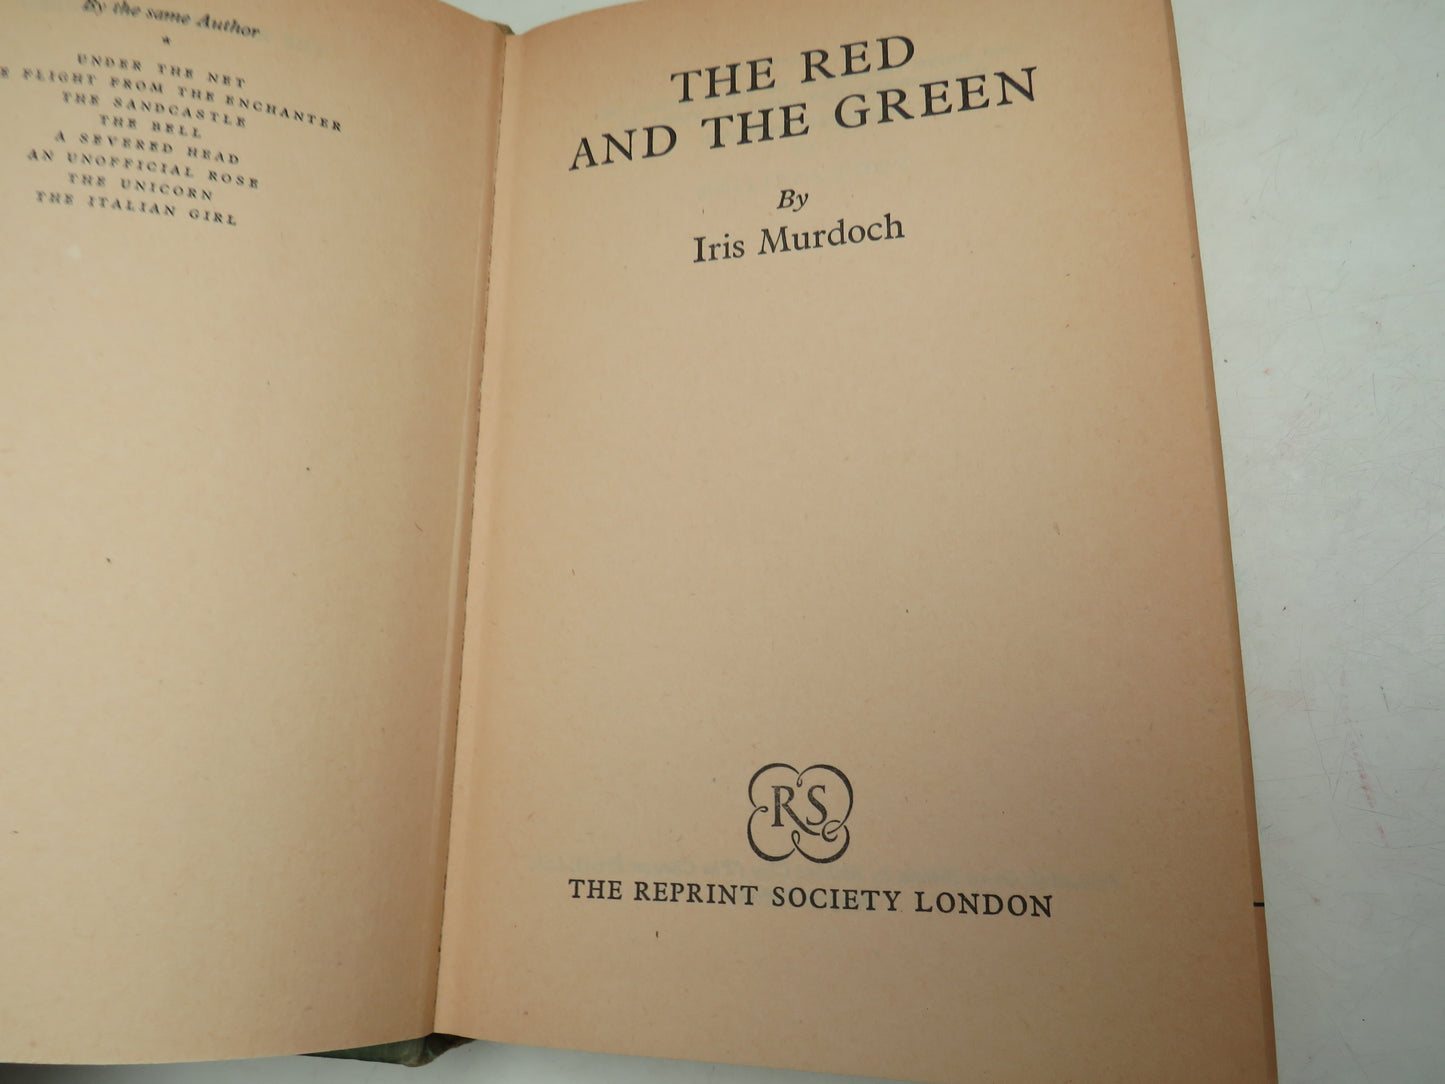 By the same Author
*
UNDER THE NET
E FLIGHT FROM THE ENCHANTER
THE SANDCASTLE
THE BELL
A SEVERED HEAD
AN UNOFFICIAL ROSE
THE UNICORN
THE ITALIAN GIRL
THE RED
AND THE GREEN
By
Iris Murdoch
RS
THE REPRINT SOCIETY LONDON